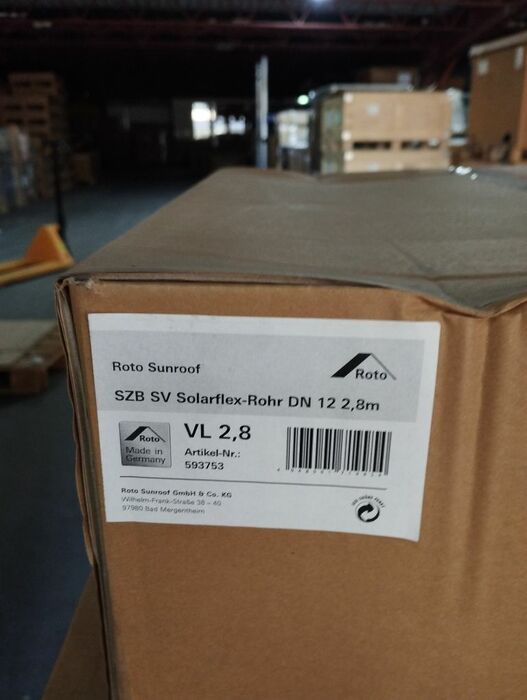 Roto Sunroof
Roto
SZB SV Solarflex-Rohr DN 12 2,8m
Roto
Made in
Germany
VL 2,8
Artikel-Nr.:
593753
Roto Sunroof GmbH & Co. KG
Wilhelm-Frank-Straße 38 - 40
97980 Bad Mergentheim